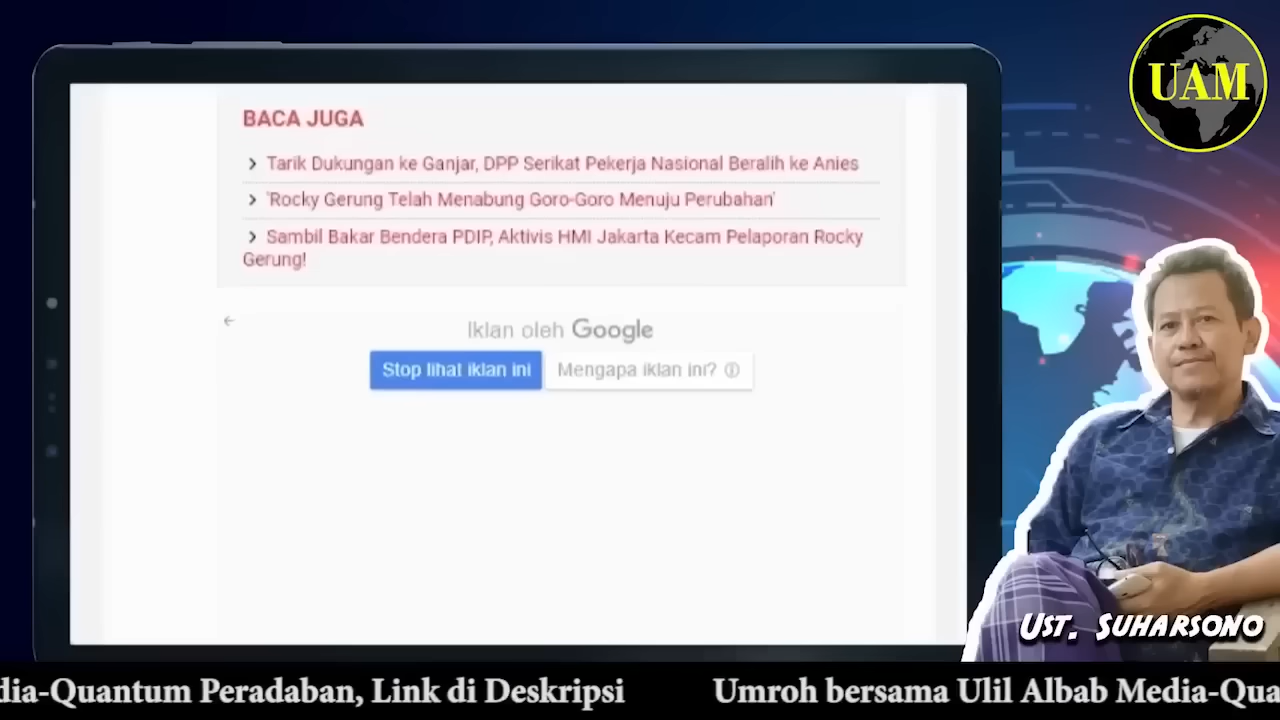 UAM
BACA JUGA
Tarik Dukungan ke Ganjar, DPP Serikat Pekerja Nasional Beralih ke Anies
'Rocky Gerung Telah Menabung Goro-Goro Menuju Perubahan'
Sambil Bakar Bendera PDIP, Aktivis HMI Jakarta Kecam Pelaporan Rocky
Gerung!
Iklan oleh Google
Stop lihat iklan ini
Mengapa iklan ini?
UST. SUHARSONO
dia-Quantum Peradaban, Link di Deskripsi
Umroh bersama Ulil Albab Media-Qua